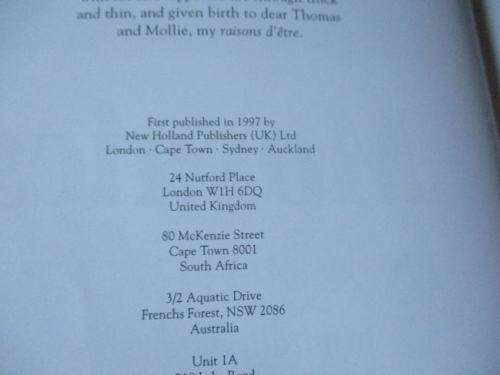 through thick
and thin, and given birth to dear Thomas
and Mollie, my raisons d'être.
First published in 1997 by
New Holland Publishers (UK) Ltd
London · Cape Town · Sydney · Auckland
24 Nutford Place
London W1H 6DQ
United Kingdom
80 McKenzie Street
Cape Town 8001
South Africa
3/2 Aquatic Drive
Frenchs Forest, NSW 2086
Australia
Unit 1A